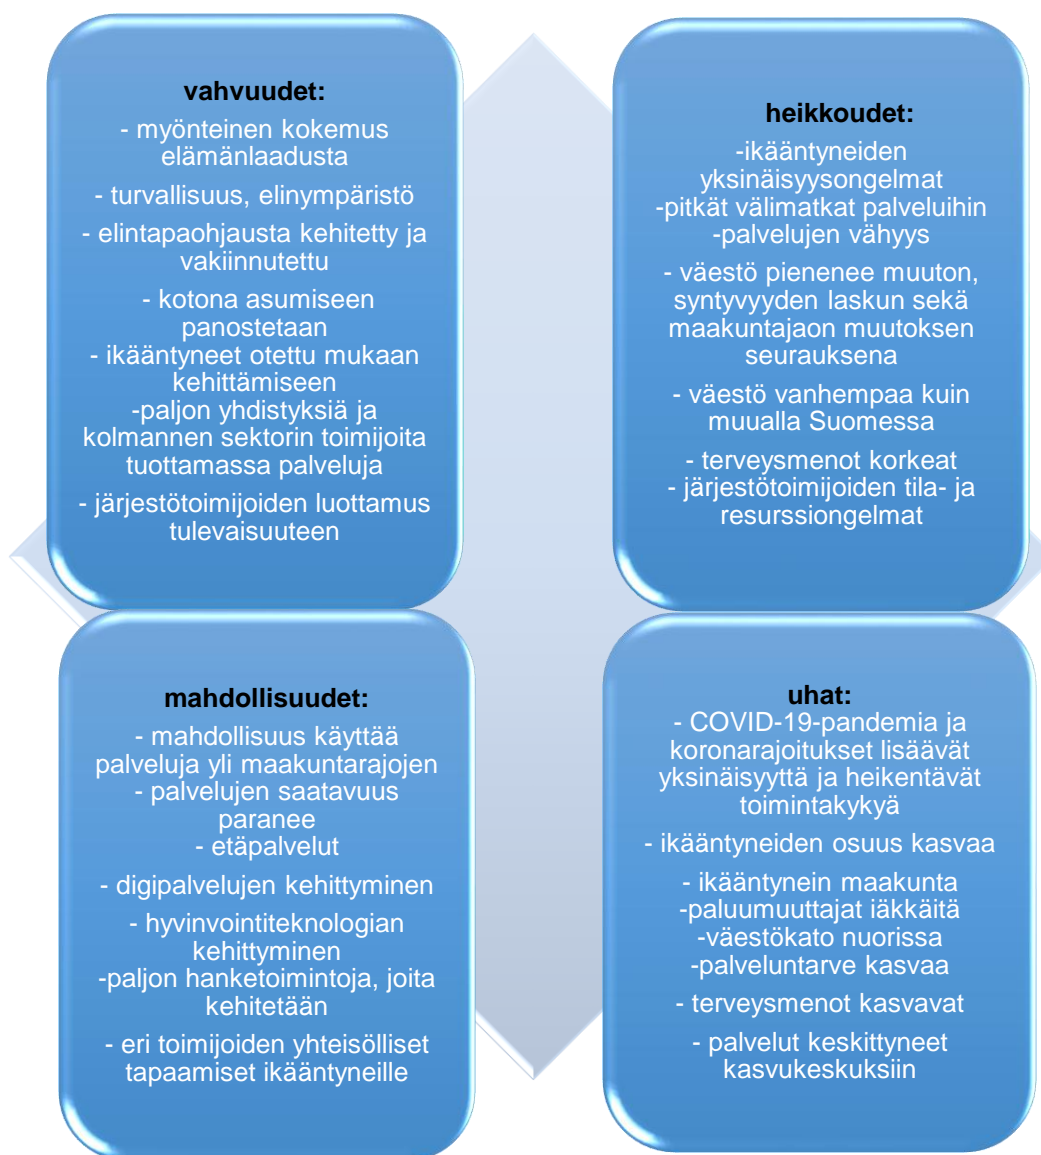 vahvuudet:
- myönteinen kokemus
elämänlaadusta
- turvallisuus, elinympäristö
- elintapaohjausta kehitetty ja
vakiinnutettu
- kotona asumiseen
panostetaan
- ikääntyneet otettu mukaan
kehittämiseen
-paljon yhdistyksiä ja
kolmannen sektorin toimijoita
tuottamassa palveluja
- järjestötoimijoiden luottamus
tulevaisuuteen
heikkoudet:
-ikääntyneiden
yksinäisyysongelmat
-pitkät välimatkat palveluihin
-palvelujen vähyys
- väestö pienenee muuton,
syntyvyyden laskun sekä
maakuntajaon muutoksen
seurauksena
- väestö vanhempaa kuin
muualla Suomessa
- terveysmenot korkeat
- järjestötoimijoiden tila- ja
resurssiongelmat
mahdollisuudet:
- mahdollisuus käyttää
palveluja yli maakuntarajojen
- palvelujen saatavuus
paranee
- etäpalvelut
- digipalvelujen kehittyminen
- hyvinvointiteknologian
kehittyminen
-paljon hanketoimintoja, joita
kehitetään
- eri toimijoiden yhteisölliset
tapaamiset ikääntyneille
uhat:
- COVID-19-pandemia ja
koronarajoitukset lisäävät
yksinäisyyttä ja heikentävät
toimintakykyä
- ikääntyneiden osuus kasvaa
- ikääntynein maakunta
-paluumuuttajat iäkkäitä
-väestökato nuorissa
-palveluntarve kasvaa
- terveysmenot kasvavat
- palvelut keskittyneet
kasvukeskuksiin